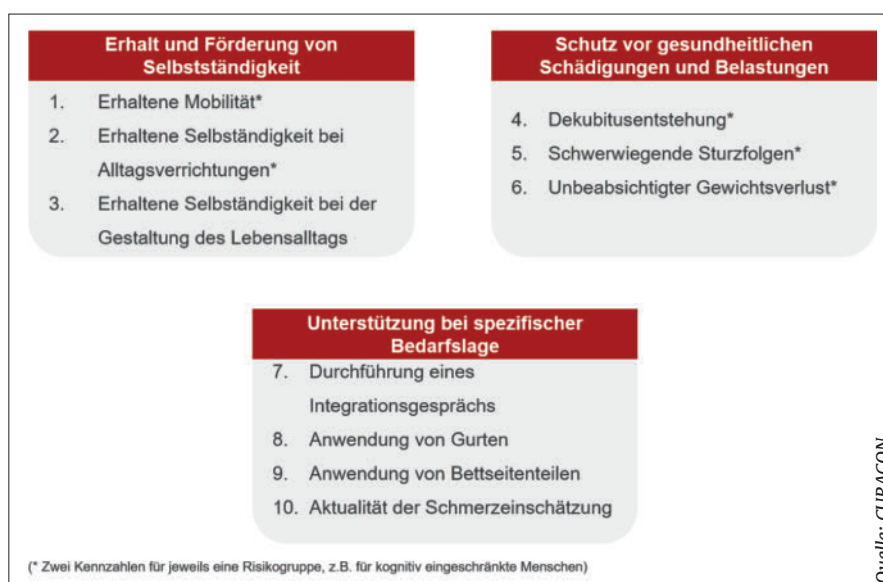 Erhalt und Förderung von
Selbstständigkeit
1. Erhaltene Mobilität*
2. Erhaltene Selbständigkeit bei
Alltagsverrichtungen*
3. Erhaltene Selbständigkeit bei der
Gestaltung des Lebensalltags
Schutz vor gesundheitlichen
Schädigungen und Belastungen
4. Dekubitusentstehung*
5. Schwerwiegende Sturzfolgen*
6. Unbeabsichtigter Gewichtsverlust*
Unterstützung bei spezifischer
Bedarfslage
7. Durchführung eines
Integrationsgesprächs
8. Anwendung von Gurten
9. Anwendung von Bettseitenteilen
10. Aktualität der Schmerzeinschätzung
(* Zwei Kennzahlen für jeweils eine Risikogruppe, z.B. für kognitiv eingeschränkte Menschen)
Quelle: CURACON